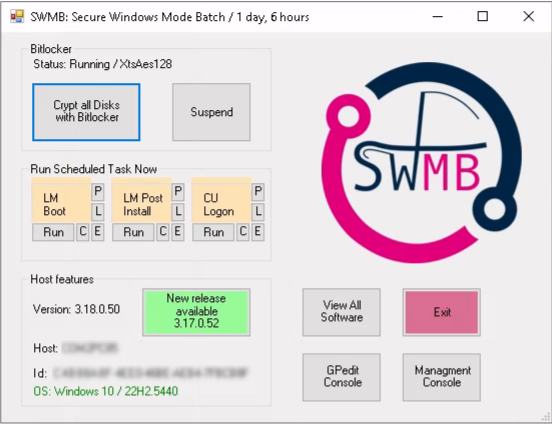 SWMB: Secure Windows Mode Batch / 1 day, 6 hours
Bitlocker
Status: Running / XtsAes128
Crypt all Disks
with Bitlocker
Suspend
Run Scheduled Task Now
LM
Boot
P
L
Run
C
E
LM Post
Install
P
L
Run
C
E
CU
Logon
P
L
Run
C
E
SWMB
Host features
Version: 3.18.0.50
New release
available
3.17.0.52
Host:
Id:
OS: Windows 10 / 22H2.5440
View All
Software
Exit
GPedit
Console
Managment
Console